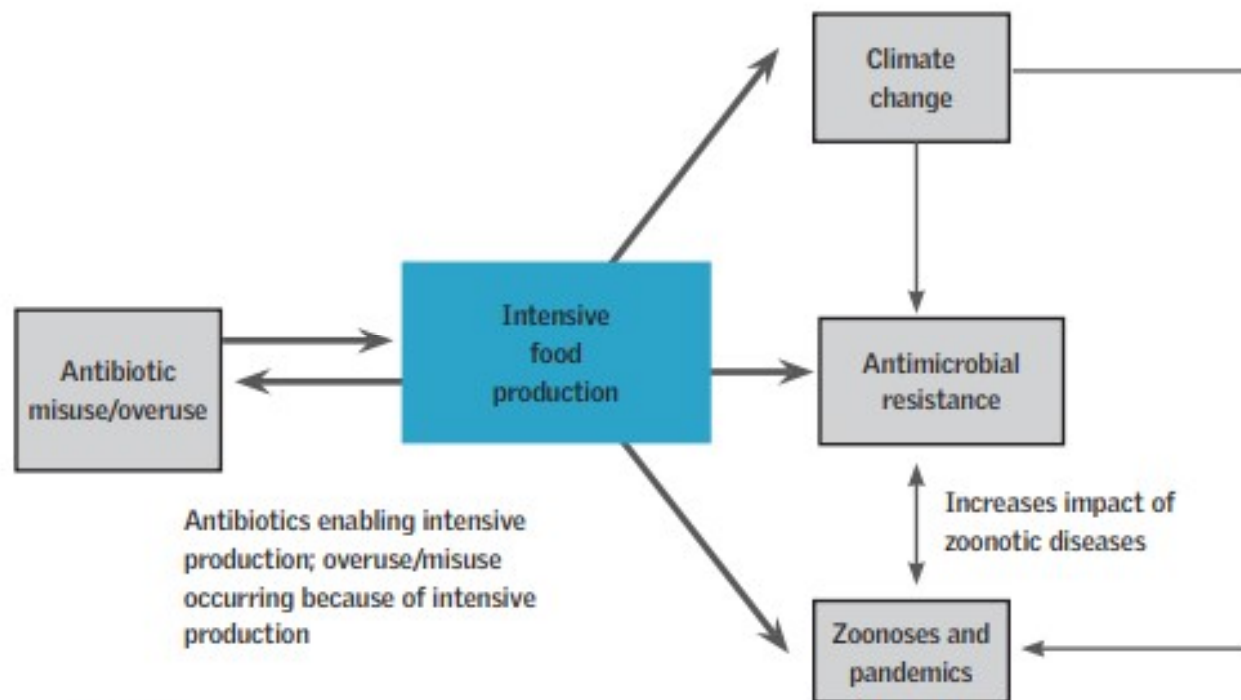 Climate
change
Intensive
food
production
Antibiotic
misuse/overuse
Antimicrobial
resistance
Antibiotics enabling intensive
production; overuse/misuse
occurring because of intensive
production
Increases impact of
zoonotic diseases
Zoonoses and
pandemics